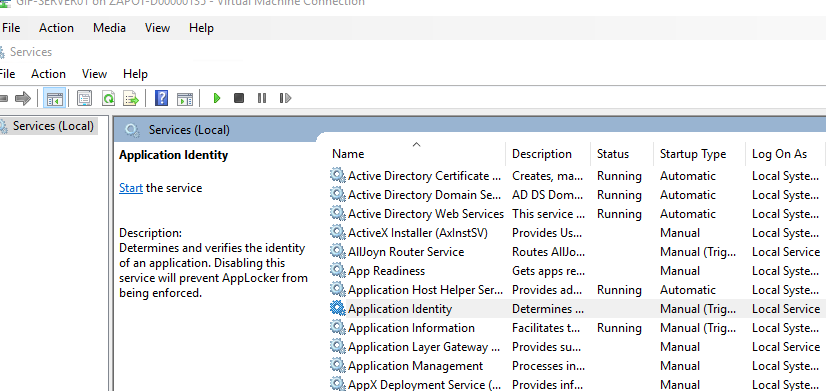 GIF-SERVER01 on ZAPOT-D00000135 - Virtual Machine Connection
File Action Media View Help
Services
File Action View Help
Services (Local)
Services (Local)
Application Identity
Start the service
Description:
Determines and verifies the identity
of an application. Disabling this
service will prevent AppLocker from
being enforced.
Name Description Status Startup Type Log On As
Active Directory Certificate ... Creates, ma... Running Automatic Local Syste...
Active Directory Domain Se... AD DS Dom... Running Automatic Local Syste...
Active Directory Web Services This service ... Running Automatic Local Syste...
ActiveX Installer (AxInstSV) Provides Us... Manual Local Syste...
AllJoyn Router Service Routes AllJo... Manual (Trig... Local Service
App Readiness Gets apps re... Manual Local Syste...
Application Host Helper Ser... Provides ad... Running Automatic Local Syste...
Application Identity Determines ... Manual (Trig... Local Service
Application Information Facilitates t... Running Manual (Trig... Local Syste...
Application Layer Gateway ... Provides su... Manual Local Service
Application Management Processes in... Manual Local Syste...
AppX Deployment Service (... Provides inf... Manual Local Syste...